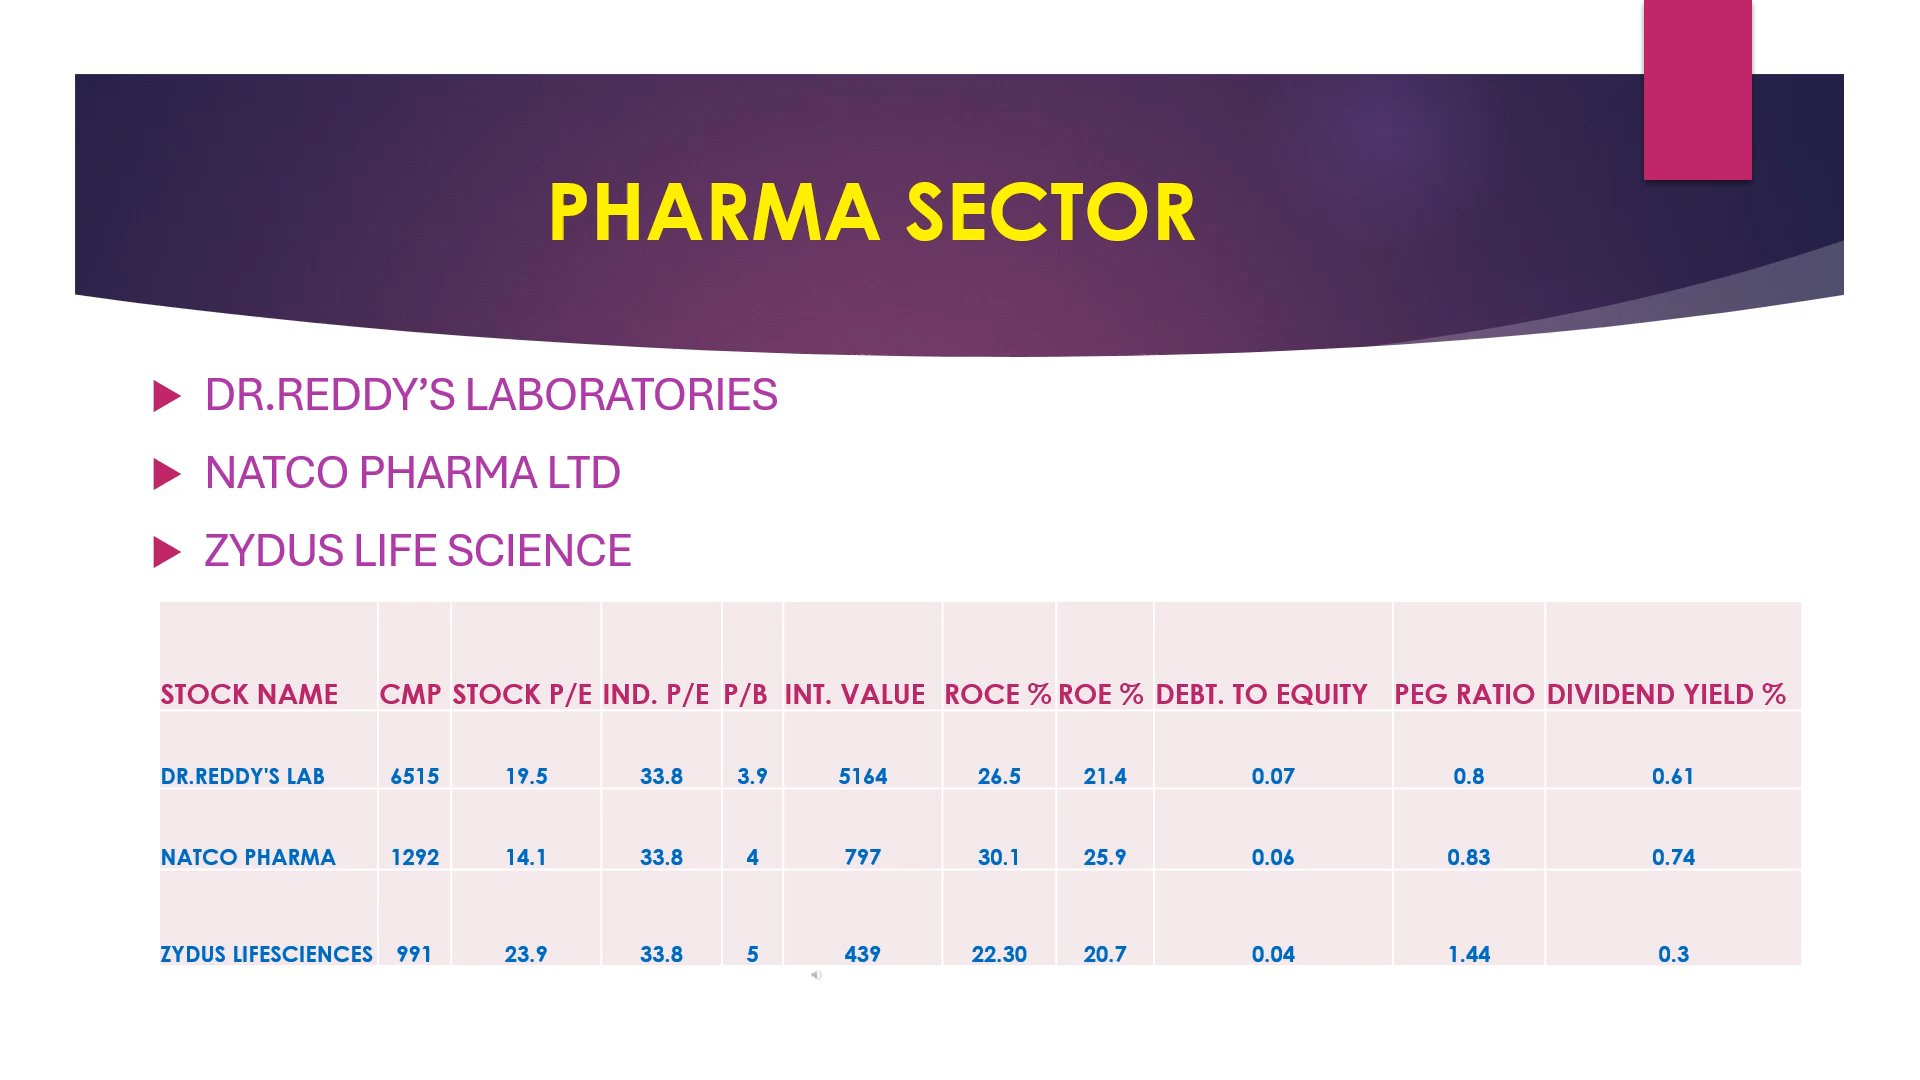 PHARMA SECTOR
DR.REDDY’S LABORATORIES
NATCO PHARMA LTD
ZYDUS LIFE SCIENCE
STOCK NAME CMP STOCK P/E IND. P/E P/B INT. VALUE ROCE % ROE % DEBT. TO EQUITY PEG RATIO DIVIDEND YIELD %
DR.REDDY'S LAB 6515 19.5 33.8 3.9 5164 26.5 21.4 0.07 0.8 0.61
NATCO PHARMA 1292 14.1 33.8 4 797 30.1 25.9 0.06 0.83 0.74
ZYDUS LIFESCIENCES 991 23.9 33.8 5 439 22.30 20.7 0.04 1.44 0.3